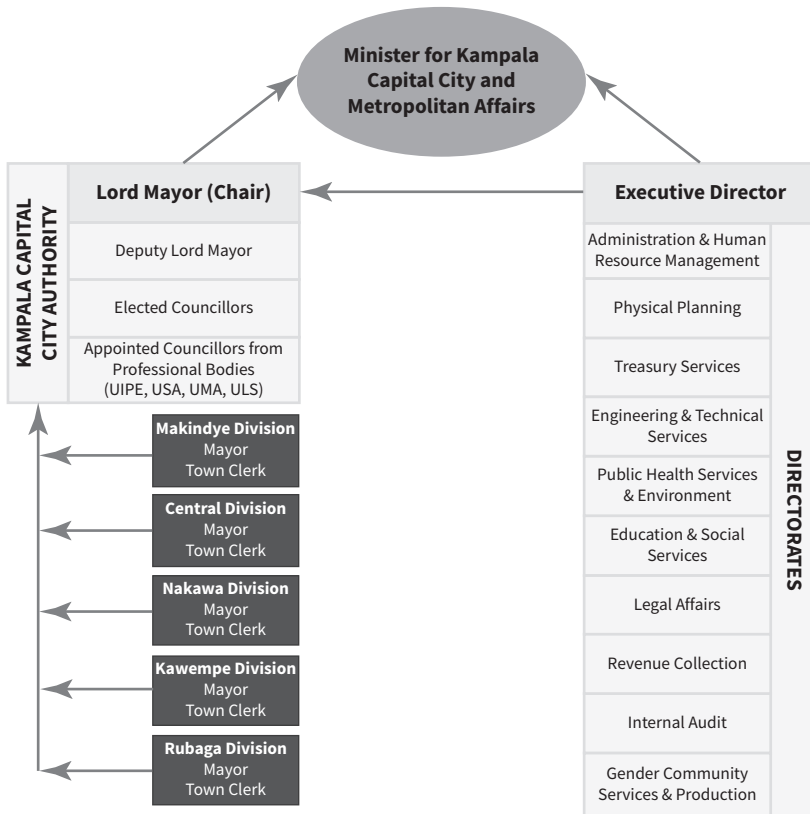 Minister for Kampala
Capital City and
Metropolitan Affairs
KAMPALA CAPITAL
CITY AUTHORITY
Lord Mayor (Chair)
Deputy Lord Mayor
Elected Councillors
Appointed Councillors from
Professional Bodies
(UIPE, USA, UMA, ULS)
Makindye Division
Mayor
Town Clerk
Central Division
Mayor
Town Clerk
Nakawa Division
Mayor
Town Clerk
Kawempe Division
Mayor
Town Clerk
Rubaga Division
Mayor
Town Clerk
Executive Director
Administration & Human
Resource Management
Physical Planning
Treasury Services
Engineering & Technical
Services
Public Health Services
& Environment
Education & Social
Services
Legal Affairs
Revenue Collection
Internal Audit
Gender Community
Services & Production
DIRECTORATES